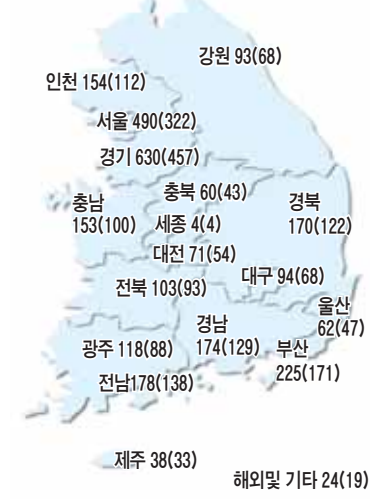 강원 93(68)
인천 154(112)
서울 490(322)
경기 630(457)
충북 60(43)
충남
153(100)
경북
170(122)
세종 4(4)
대전 71(54)
대구 94(68)
전북 103(93)
울산
62(47)
경남
174(129)
부산
225(171)
광주 118(88)
전남178(138)
제주 38(33)
해외및 기타 24(19)